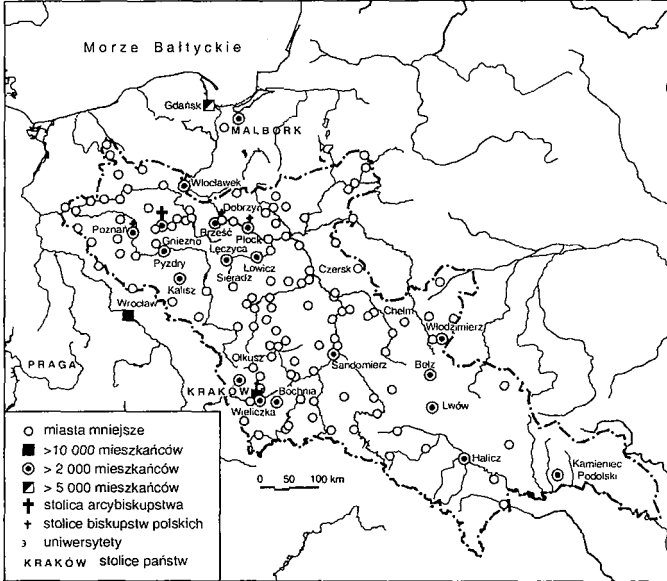 Morze Bałtyckie
Gdańsk
MALBORK
Włocławek
Dobrzyń
Poznań
Gniezno
Brześć
Płock
Pyzdry
Łęczyca
Łowicz
Sieradz
Kalisz
Czersk
Wrocław
Chełm
Włodzimierz
PRAGA
Olkusz
Sandomierz
Bełz
KRAKÓW
Bochnia
Wieliczka
Lwów
Halicz
Kamieniec
Podolski
miasta mniejsze
>10 000 mieszkańców
> 2 000 mieszkańców
> 5 000 mieszkańców
stolica arcybiskupstwa
stolice biskupstw polskich
uniwersytety
KRAKÓW stolice państw
0 50 100 km